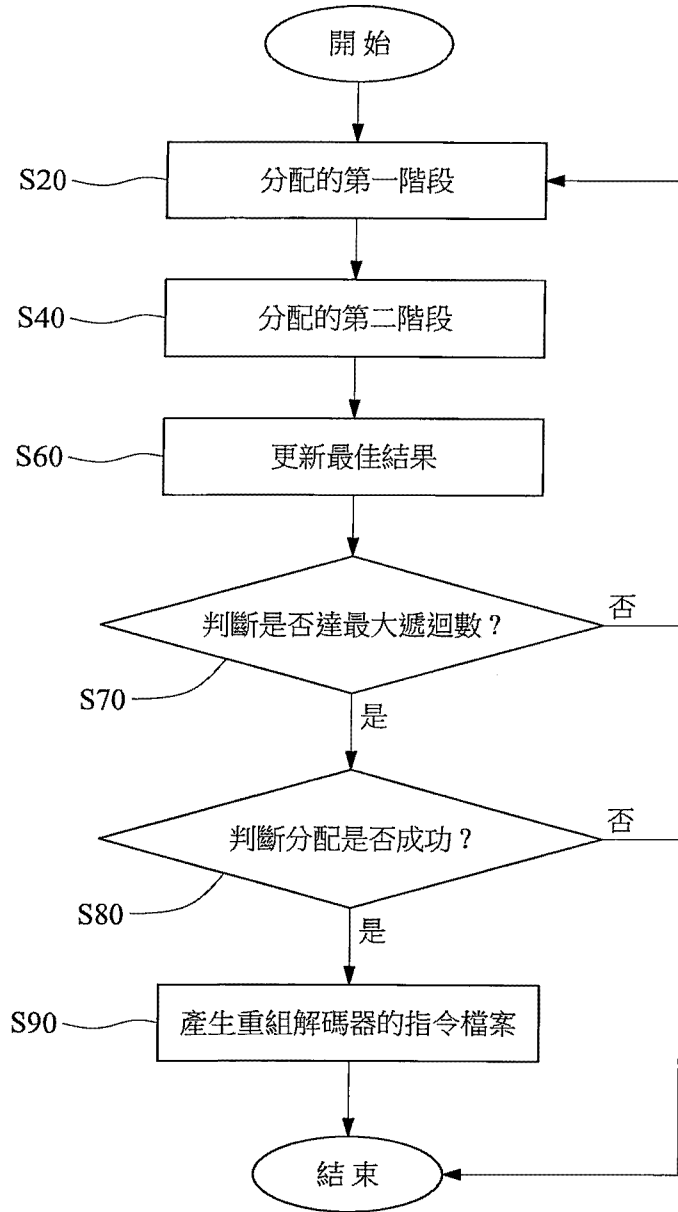 開始
S20
分配的第一階段
S40
分配的第二階段
S60
更新最佳結果
判斷是否達最大遞迴數？
否
S70
是
判斷分配是否成功？
否
S80
是
S90
產生重組解碼器的指令檔案
結束